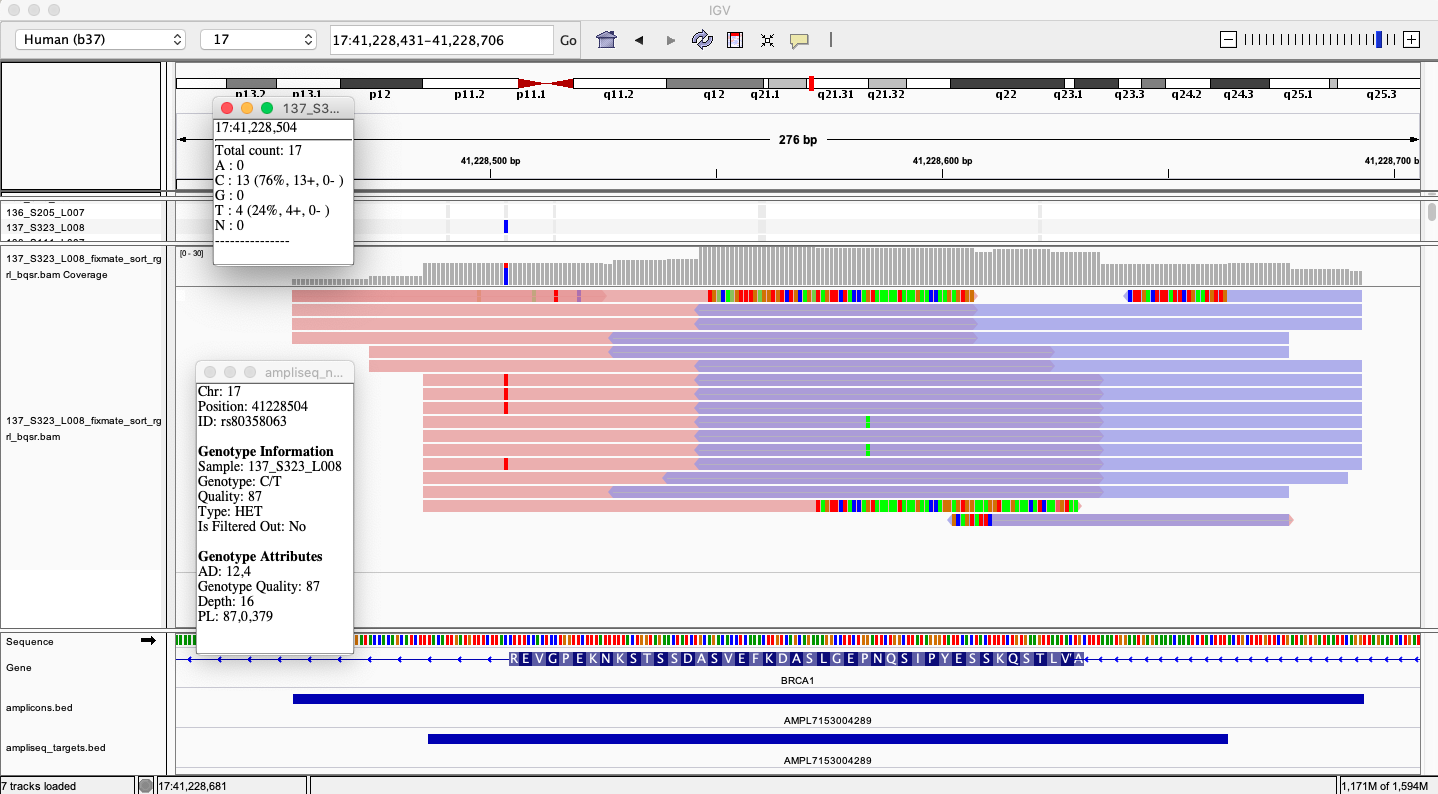 IGV
Human (b37)
17
17:41,228,431-41,228,706
Go
p13.2 p13.1 p12 p11.2 p11.1 q11.2 q12 q21.1 q21.31 q21.32 q22 q23.1 q23.3 q24.2 q24.3 q25.1 q25.3
276 bp
41,228,500 bp 41,228,600 bp 41,228,700 b
137_S3...
17:41,228,504
Total count: 17
A : 0
C : 13 (76%, 13+, 0- )
G : 0
T : 4 (24%, 4+, 0- )
N : 0
---------------
136_S205_L007
137_S323_L008
137_S323_L008_fixmate_sort_rg
rl_bqsr.bam Coverage
[0 - 30]
137_S323_L008_fixmate_sort_rg
rl_bqsr.bam
ampliseq_n...
Chr: 17
Position: 41228504
ID: rs80358063
Genotype Information
Sample: 137_S323_L008
Genotype: C/T
Quality: 87
Type: HET
Is Filtered Out: No
Genotype Attributes
AD: 12,4
Genotype Quality: 87
Depth: 16
PL: 87,0,379
Sequence
Gene
R E V G P E K N K S T S S D A S V E F K D A S L G E P N Q S I P Y E S S K Q S T L V A
BRCA1
amplicons.bed
AMPL7153004289
ampliseq_targets.bed
AMPL7153004289
7 tracks loaded
17:41,228,681
1,171M of 1,594M